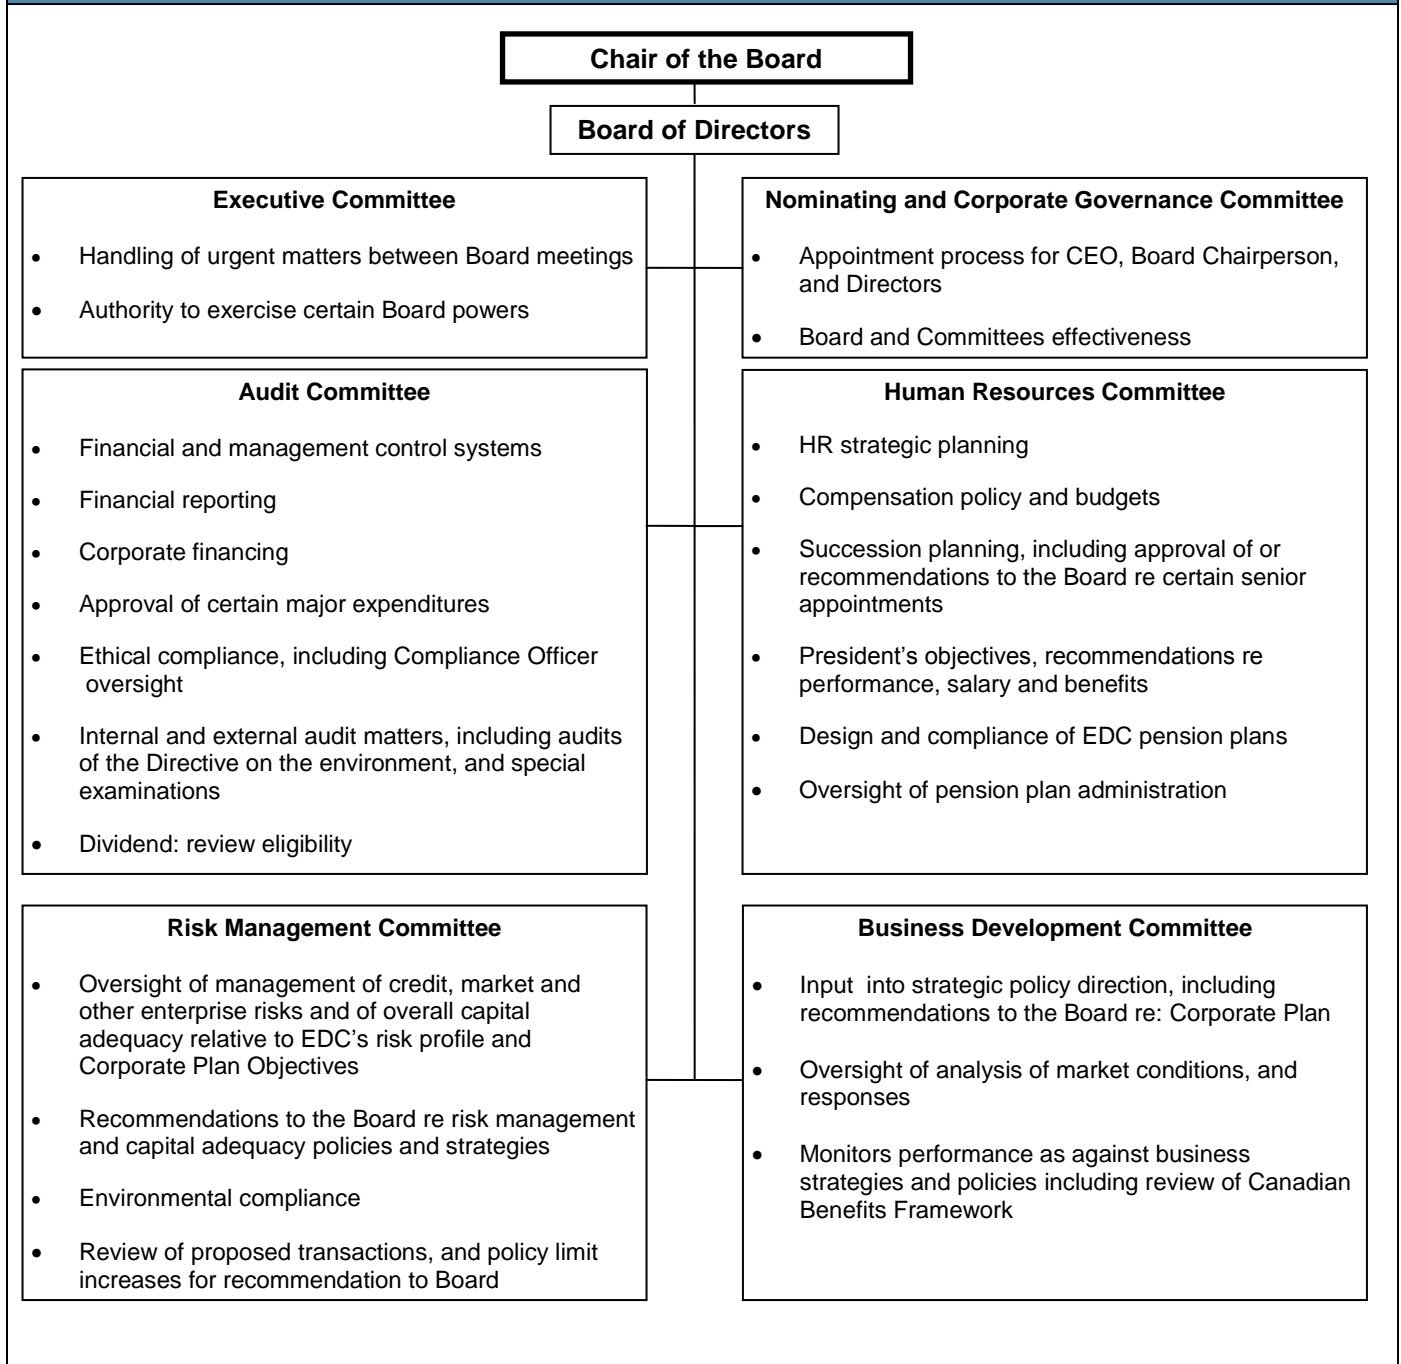 Chair of the Board
Board of Directors
Executive Committee
• Handling of urgent matters between Board meetings
• Authority to exercise certain Board powers
Nominating and Corporate Governance Committee
• Appointment process for CEO, Board Chairperson,
and Directors
• Board and Committees effectiveness
Audit Committee
• Financial and management control systems
• Financial reporting
• Corporate financing
• Approval of certain major expenditures
• Ethical compliance, including Compliance Officer
oversight
• Internal and external audit matters, including audits
of the Directive on the environment, and special
examinations
• Dividend: review eligibility
Human Resources Committee
• HR strategic planning
• Compensation policy and budgets
• Succession planning, including approval of or
recommendations to the Board re certain senior
appointments
• President's objectives, recommendations re
performance, salary and benefits
• Design and compliance of EDC pension plans
• Oversight of pension plan administration
Risk Management Committee
• Oversight of management of credit, market and
other enterprise risks and of overall capital
adequacy relative to EDC's risk profile and
Corporate Plan Objectives
• Recommendations to the Board re risk management
and capital adequacy policies and strategies
• Environmental compliance
• Review of proposed transactions, and policy limit
increases for recommendation to Board
Business Development Committee
• Input into strategic policy direction, including
recommendations to the Board re: Corporate Plan
• Oversight of analysis of market conditions, and
responses
• Monitors performance as against business
strategies and policies including review of Canadian
Benefits Framework